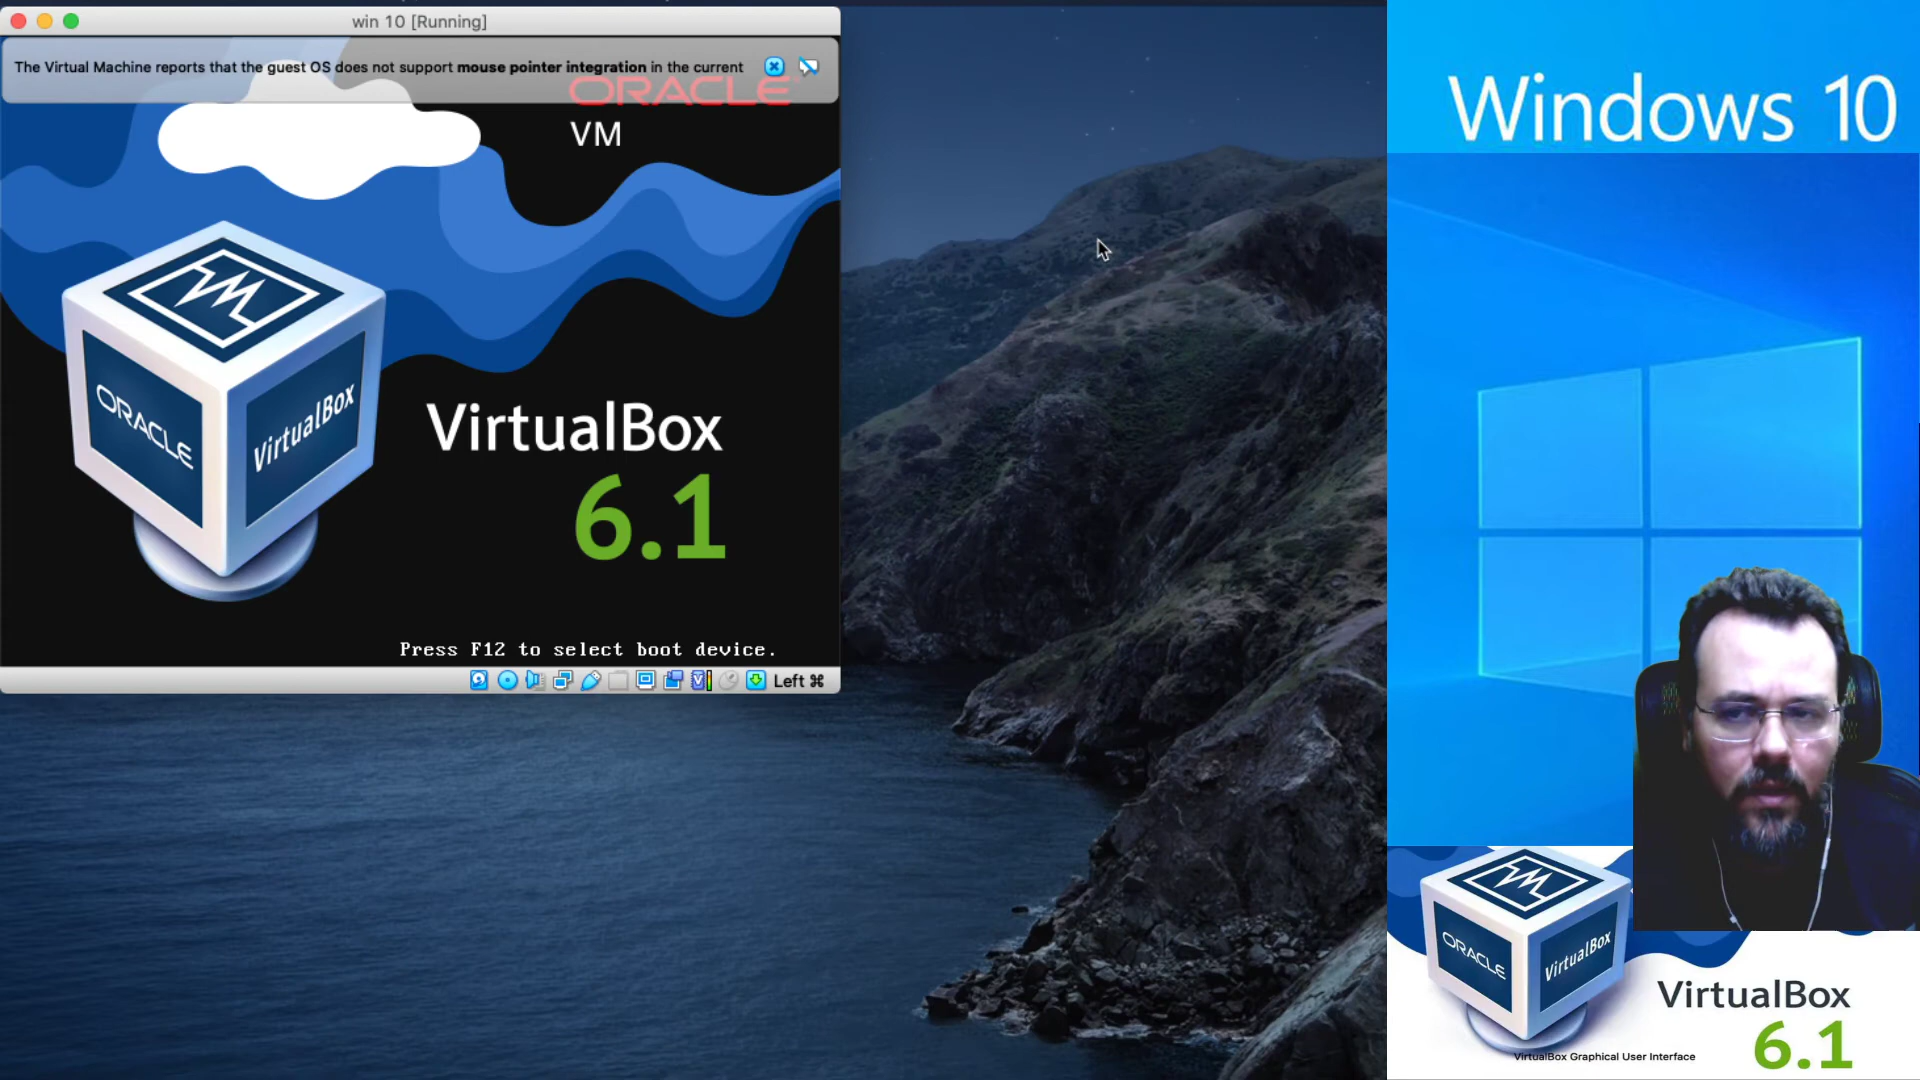 win 10 [Running]
The Virtual Machine reports that the guest OS does not support mouse pointer integration in the current
ORACLE
VM
ORACLE
VirtualBox
VirtualBox
6.1
Press F12 to select boot device.
Left ⌘
Windows 10
ORACLE
VirtualBox
VirtualBox
6.1
VirtualBox Graphical User Interface